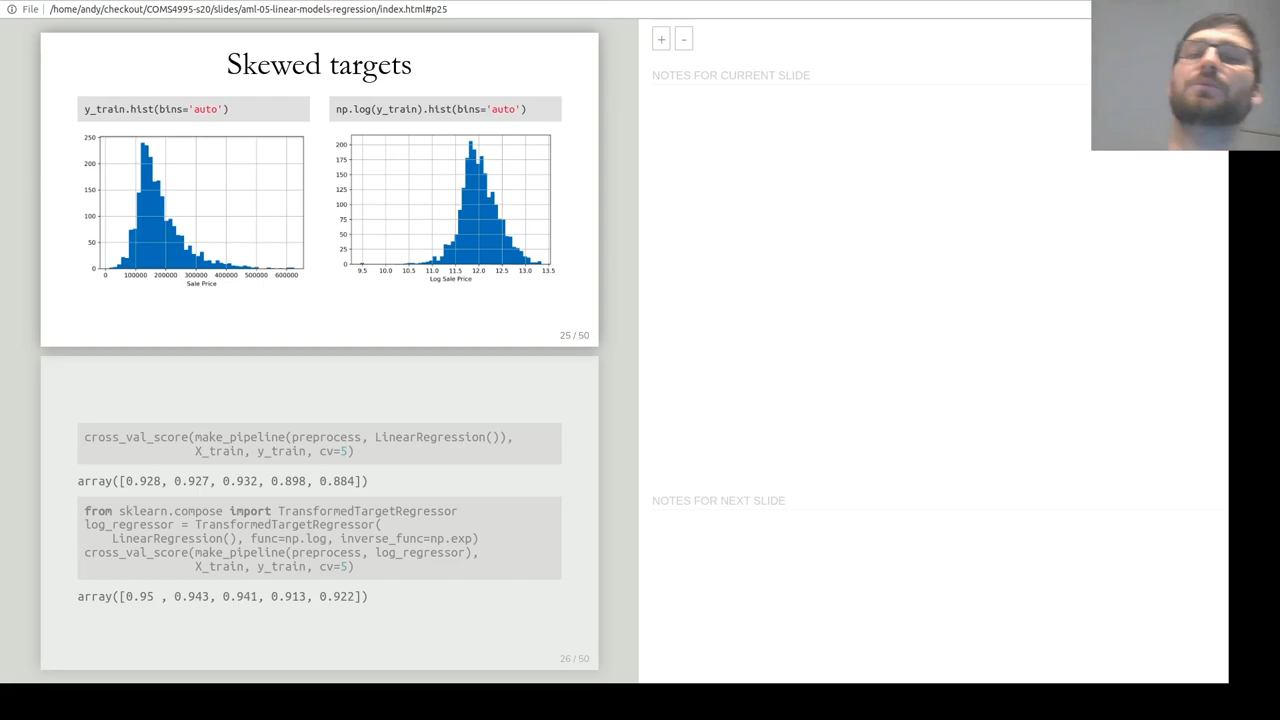 File /home/andy/checkout/COMS4995-s20/slides/aml-05-linear-models-regression/index.html#p25
Skewed targets
y_train.hist(bins='auto')
np.log(y_train).hist(bins='auto')
250
200
150
100
50
0
0 100000 200000 300000 400000 500000 600000
Sale Price
200
175
150
125
100
75
50
25
0
9.5 10.0 10.5 11.0 11.5 12.0 12.5 13.0 13.5
Log Sale Price
25 / 50
cross_val_score(make_pipeline(preprocess, LinearRegression()),
X_train, y_train, cv=5)
array([0.928, 0.927, 0.932, 0.898, 0.884])
from sklearn.compose import TransformedTargetRegressor
log_regressor = TransformedTargetRegressor(
LinearRegression(), func=np.log, inverse_func=np.exp)
cross_val_score(make_pipeline(preprocess, log_regressor),
X_train, y_train, cv=5)
array([0.95 , 0.943, 0.941, 0.913, 0.922])
26 / 50
+ -
NOTES FOR CURRENT SLIDE
NOTES FOR NEXT SLIDE